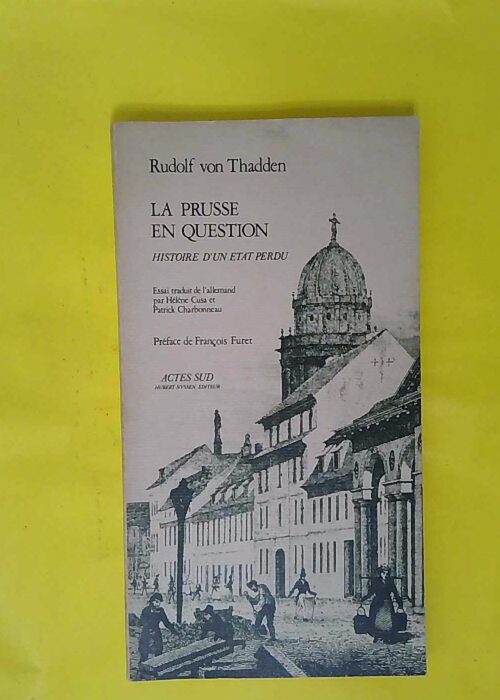 Rudolf von Thadden
LA PRUSSE
EN QUESTION
HISTOIRE D'UN ETAT PERDU
Essai traduit de l'allemand
par Hélène Cusa et
Patrick Charbonneau
Préface de François Furet
ACTES SUD
HUBERT NYSSEN EDITEUR